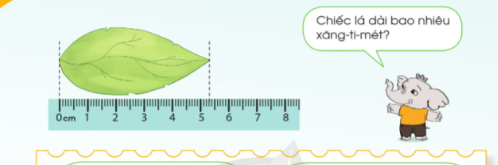 Chiếc lá dài bao nhiêu
xăng-ti-mét?
0cm 1 2 3 4 5 6 7 8